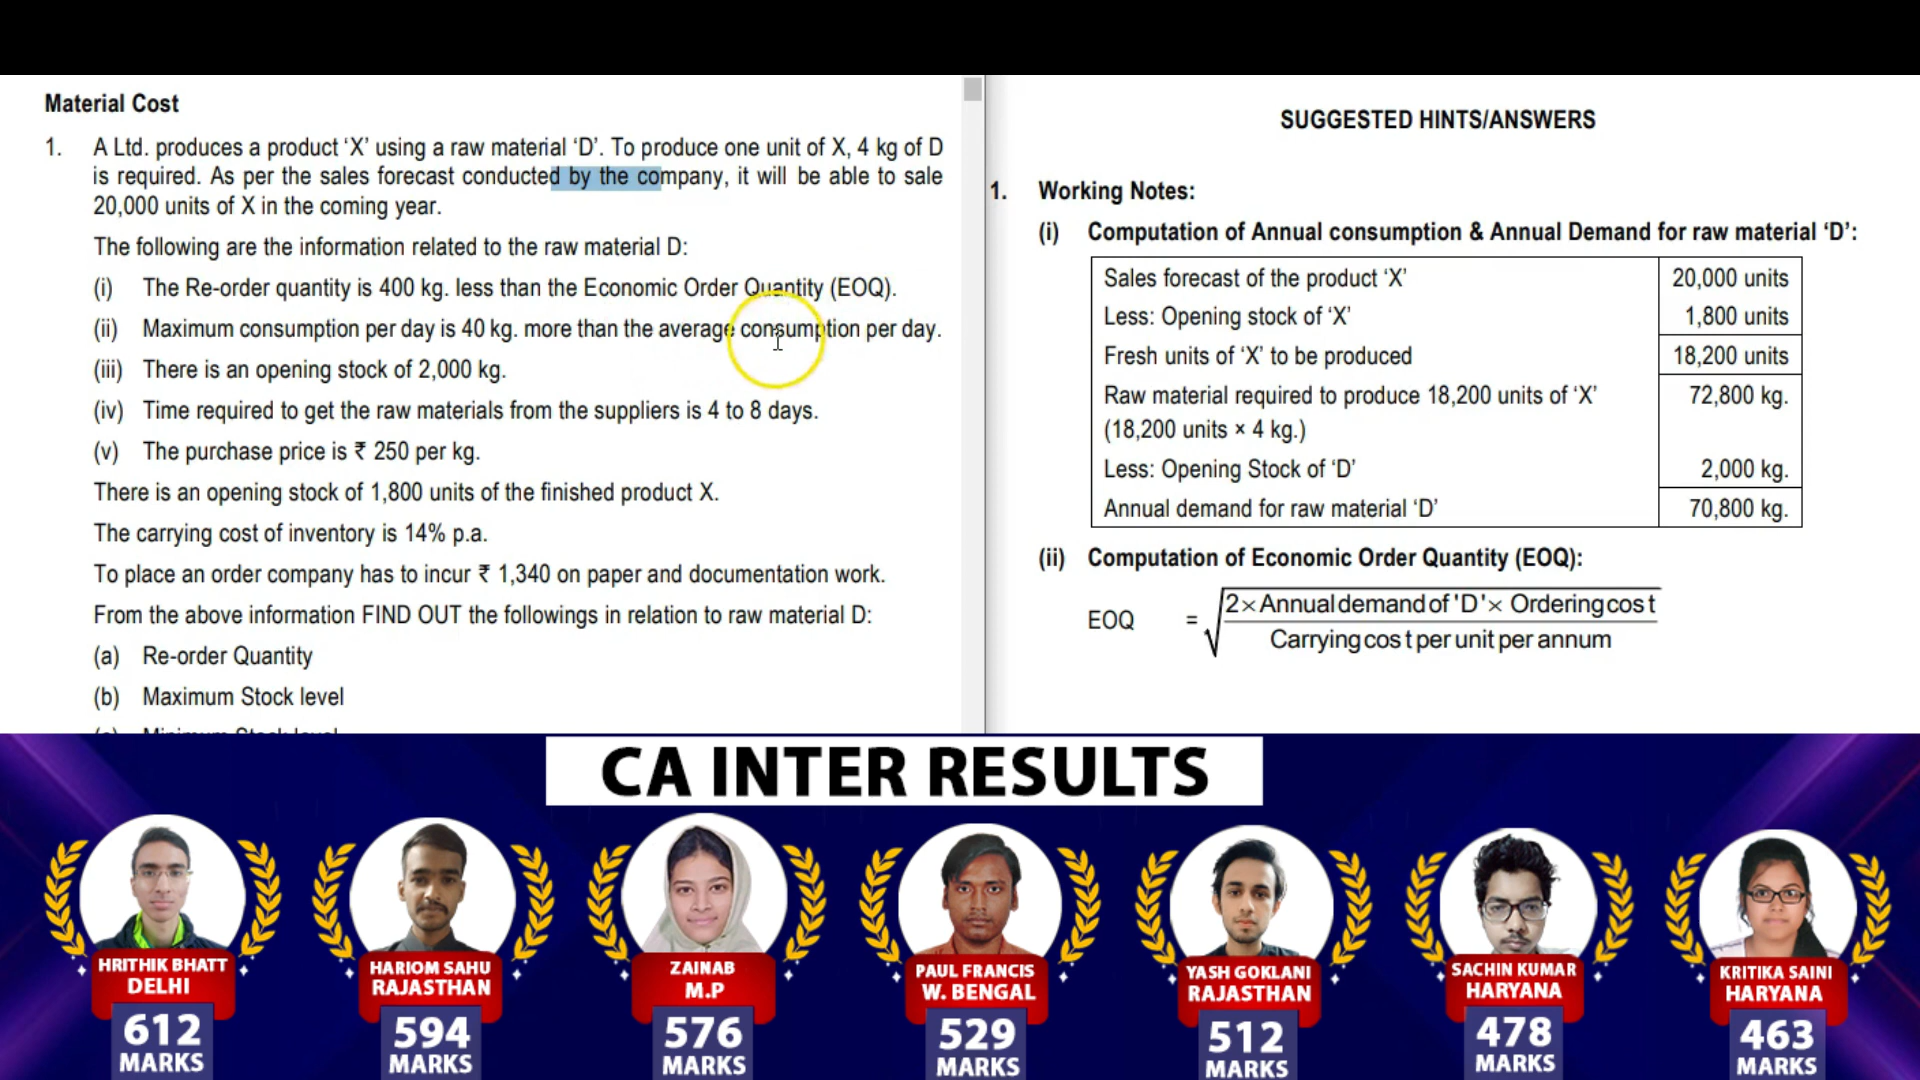 Material Cost
1. A Ltd. produces a product ‘X’ using a raw material ‘D’. To produce one unit of X, 4 kg of D
is required. As per the sales forecast conducted by the company, it will be able to sale
20,000 units of X in the coming year.
The following are the information related to the raw material D:
(i) The Re-order quantity is 400 kg. less than the Economic Order Quantity (EOQ).
(ii) Maximum consumption per day is 40 kg. more than the average consumption per day.
(iii) There is an opening stock of 2,000 kg.
(iv) Time required to get the raw materials from the suppliers is 4 to 8 days.
(v) The purchase price is ₹ 250 per kg.
There is an opening stock of 1,800 units of the finished product X.
The carrying cost of inventory is 14% p.a.
To place an order company has to incur ₹ 1,340 on paper and documentation work.
From the above information FIND OUT the followings in relation to raw material D:
(a) Re-order Quantity
(b) Maximum Stock level
SUGGESTED HINTS/ANSWERS
1. Working Notes:
(i) Computation of Annual consumption & Annual Demand for raw material ‘D’:
Sales forecast of the product ‘X’ 20,000 units
Less: Opening stock of ‘X’ 1,800 units
Fresh units of ‘X’ to be produced 18,200 units
Raw material required to produce 18,200 units of ‘X’ 72,800 kg.
(18,200 units × 4 kg.)
Less: Opening Stock of ‘D’ 2,000 kg.
Annual demand for raw material ‘D’ 70,800 kg.
(ii) Computation of Economic Order Quantity (EOQ):
2 × Annual demand of 'D' × Ordering cost
EOQ = √
Carrying cost per unit per annum
CA INTER RESULTS
HRITHIK BHATT
DELHI
612
MARKS
HARIOM SAHU
RAJASTHAN
594
MARKS
ZAINAB
M.P
576
MARKS
PAUL FRANCIS
W. BENGAL
529
MARKS
YASH GOKLANI
RAJASTHAN
512
MARKS
SACHIN KUMAR
HARYANA
478
MARKS
KRITIKA SAINI
HARYANA
463
MARKS